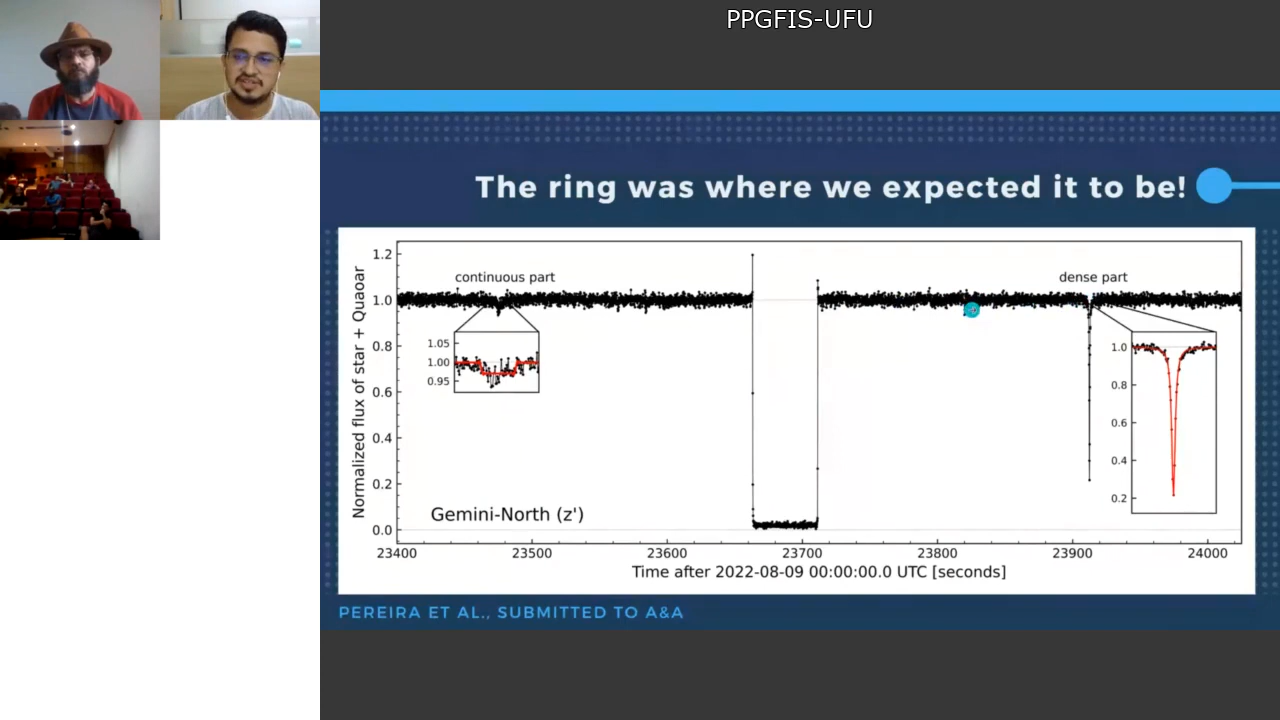 PPGFIS-UFU
The ring was where we expected it to be!
Normalized flux of star + Quaoar
1.2
1.0
0.8
0.6
0.4
0.2
0.0
continuous part
dense part
1.05
1.00
0.95
1.0
0.8
0.6
0.4
0.2
Gemini-North (z')
23400 23500 23600 23700 23800 23900 24000
Time after 2022-08-09 00:00:00.0 UTC [seconds]
PEREIRA ET AL., SUBMITTED TO A&A